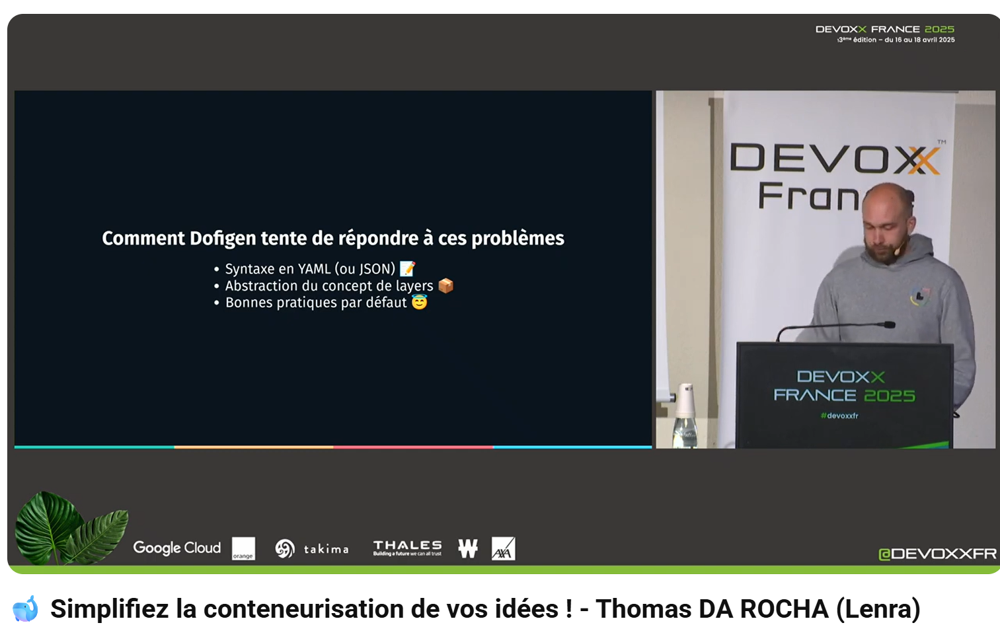 DEVOXX FRANCE 2025
13ème édition – du 16 au 18 avril 2025
Comment Dofigen tente de répondre à ces problèmes
• Syntaxe en YAML (ou JSON) 📝
• Abstraction du concept de layers 📦
• Bonnes pratiques par défaut 😇
DEVOXX™
France
DEVOXX
FRANCE 2025
#devoxxfr
Google Cloud
orange
takima
THALES
Building a future we can all trust
W
AXA
@DEVOXXFR
🐳 Simplifiez la conteneurisation de vos idées ! - Thomas DA ROCHA (Lenra)